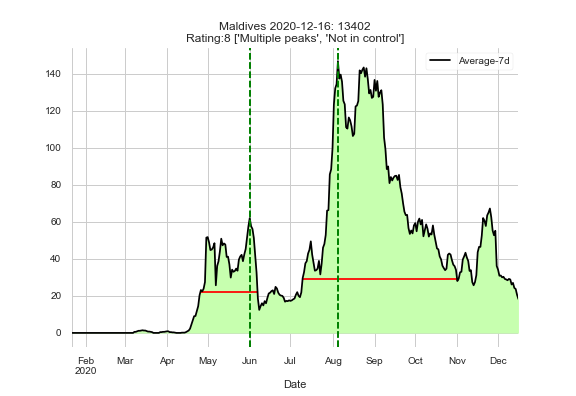 Maldives 2020-12-16: 13402
Rating:8 ['Multiple peaks', 'Not in control']
Average-7d
140
120
100
80
60
40
20
0
Feb Mar Apr May Jun Jul Aug Sep Oct Nov Dec
2020
Date